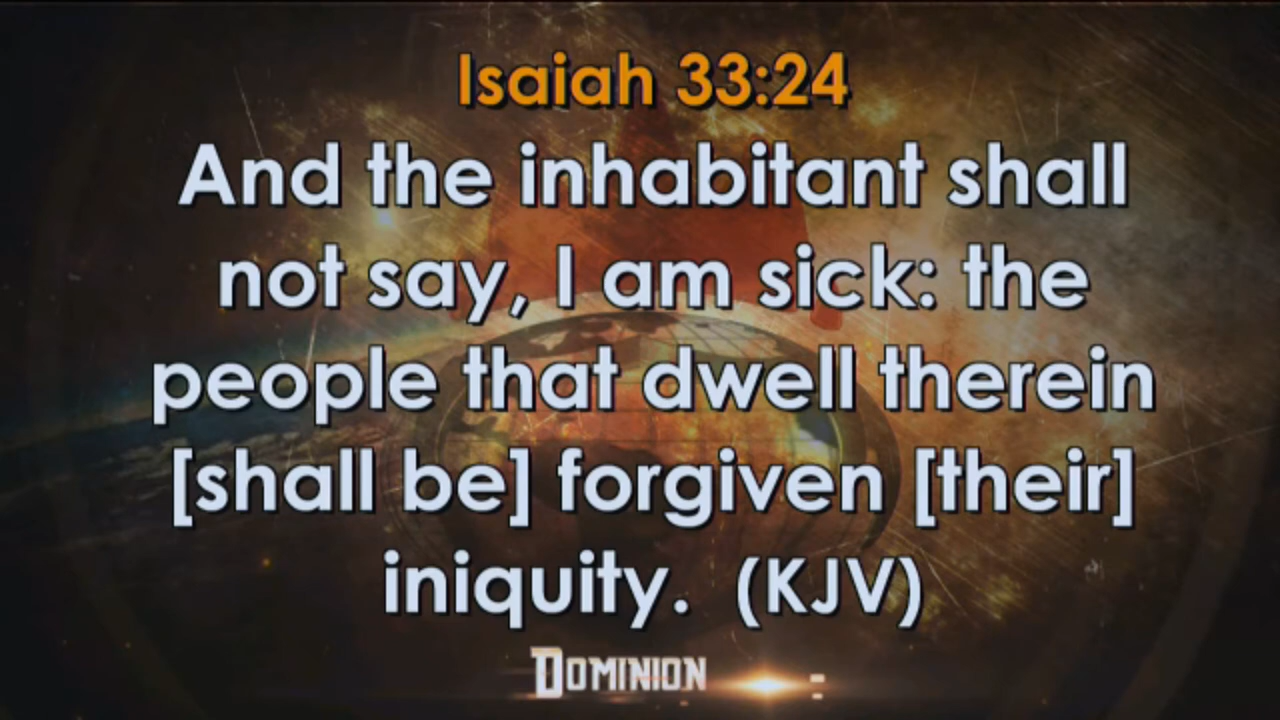 Isaiah 33:24
And the inhabitant shall
not say, I am sick: the
people that dwell therein
[shall be] forgiven [their]
iniquity. (KJV)
DOMINION